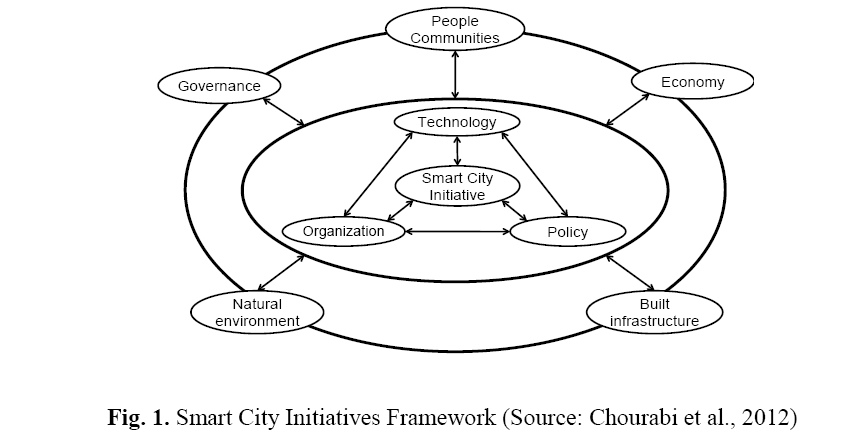 People
Communities
Governance
Economy
Technology
Smart City
Initiative
Organization
Policy
Natural
environment
Built
infrastructure
Fig. 1. Smart City Initiatives Framework (Source: Chourabi et al., 2012)